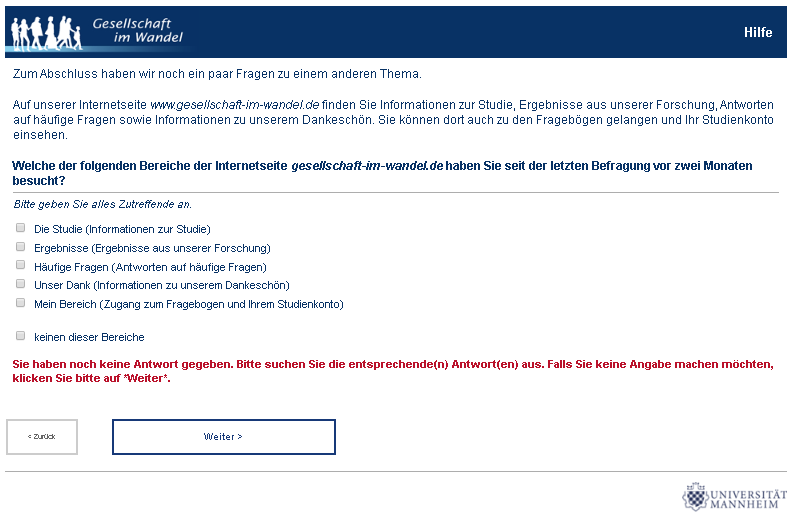 Gesellschaft
im Wandel
Hilfe
Zum Abschluss haben wir noch ein paar Fragen zu einem anderen Thema.
Auf unserer Internetseite www.gesellschaft-im-wandel.de finden Sie Informationen zur Studie, Ergebnisse aus unserer Forschung, Antworten
auf häufige Fragen sowie Informationen zu unserem Dankeschön. Sie können dort auch zu den Fragebögen gelangen und Ihr Studienkonto
einsehen.
Welche der folgenden Bereiche der Internetseite gesellschaft-im-wandel.de haben Sie seit der letzten Befragung vor zwei Monaten
besucht?
Bitte geben Sie alles Zutreffende an.
Die Studie (Informationen zur Studie)
Ergebnisse (Ergebnisse aus unserer Forschung)
Häufige Fragen (Antworten auf häufige Fragen)
Unser Dank (Informationen zu unserem Dankeschön)
Mein Bereich (Zugang zum Fragebogen und Ihrem Studienkonto)
keinen dieser Bereiche
Sie haben noch keine Antwort gegeben. Bitte suchen Sie die entsprechende(n) Antwort(en) aus. Falls Sie keine Angabe machen möchten,
klicken Sie bitte auf "Weiter".
< Zurück
Weiter >
UNIVERSITÄT
MANNHEIM